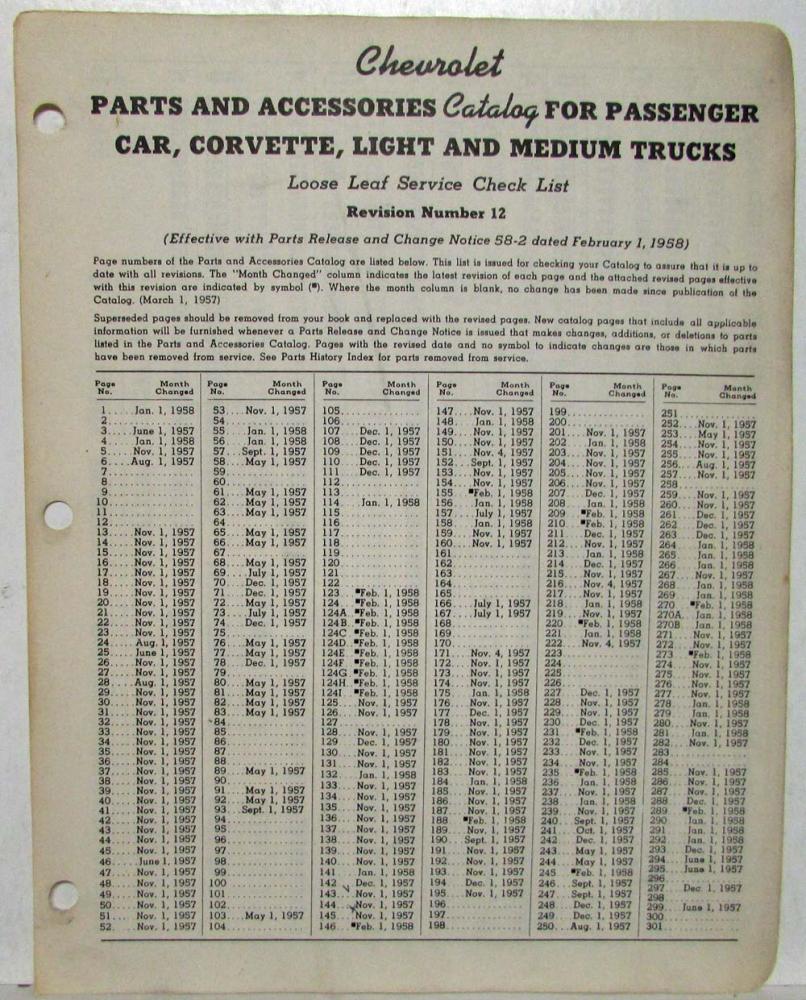 Chevrolet
PARTS AND ACCESSORIES Catalog FOR PASSENGER
CAR, CORVETTE, LIGHT AND MEDIUM TRUCKS
Loose Leaf Service Check List
Revision Number 12
(Effective with Parts Release and Change Notice 58-2 dated February 1, 1958)
Page numbers of the Parts and Accessories Catalog are listed below. This list is issued for checking your Catalog to assure that it is up to
date with all revisions. The "Month Changed" column indicates the latest revision of each page and the attached revised pages effective
with this revision are indicated by symbol (■). Where the month column is blank, no change has been made since publication of the
Catalog. (March 1, 1957)
Superseded pages should be removed from your book and replaced with the revised pages. New catalog pages that include all applicable
information will be furnished whenever a Parts Release and Change Notice is issued that makes changes, additions, or deletions to parts
listed in the Parts and Accessories Catalog. Pages with the revised date and no symbol to indicate changes are those in which parts
have been removed from service. See Parts History Index for parts removed from service.
Page No. Month Changed
1 Jan. 1, 1958
2
3 June 1, 1957
4 Jan. 1, 1958
5 Nov. 1, 1957
6 Aug. 1, 1957
7
8
9
10
11
12
13 Nov. 1, 1957
14 Nov. 1, 1957
15 Nov. 1, 1957
16 Nov. 1, 1957
17 Nov. 1, 1957
18 Nov. 1, 1957
19 Nov. 1, 1957
20 Nov. 1, 1957
21 Nov. 1, 1957
22 Nov. 1, 1957
23 Nov. 1, 1957
24 Aug. 1, 1957
25 June 1, 1957
26 Nov. 1, 1957
27 Nov. 1, 1957
28 Aug. 1, 1957
29 Nov. 1, 1957
30 Nov. 1, 1957
31 Nov. 1, 1957
32 Nov. 1, 1957
33 Nov. 1, 1957
34 Nov. 1, 1957
35 Nov. 1, 1957
36 Nov. 1, 1957
37 Nov. 1, 1957
38 Nov. 1, 1957
39 Nov. 1, 1957
40 Nov. 1, 1957
41 Nov. 1, 1957
42 Nov. 1, 1957
43 Nov. 1, 1957
44 Nov. 1, 1957
45 Nov. 1, 1957
46 June 1, 1957
47 Nov. 1, 1957
48 Nov. 1, 1957
49 Nov. 1, 1957
50 Nov. 1, 1957
51 Nov. 1, 1957
52 Nov. 1, 1957
Page No. Month Changed
53 Nov. 1, 1957
54
55 Jan. 1, 1958
56 Jan. 1, 1958
57 Sept. 1, 1957
58 May 1, 1957
59
60
61 May 1, 1957
62 May 1, 1957
63 May 1, 1957
64
65 May 1, 1957
66 May 1, 1957
67
68 May 1, 1957
69 July 1, 1957
70 Dec. 1, 1957
71 Dec. 1, 1957
72 May 1, 1957
73 July 1, 1957
74 Dec. 1, 1957
75
76 May 1, 1957
77 May 1, 1957
78 Dec. 1, 1957
79
80 May 1, 1957
81 May 1, 1957
82 May 1, 1957
83 May 1, 1957
84
85
86
87
88
89 May 1, 1957
90
91 May 1, 1957
92 May 1, 1957
93 Sept. 1, 1957
94
95
96
97
98
99
100
101
102
103 May 1, 1957
104
Page No. Month Changed
105
106
107 Dec. 1, 1957
108 Dec. 1, 1957
109 Dec. 1, 1957
110 Dec. 1, 1957
111 Dec. 1, 1957
112
113
114 Jan. 1, 1958
115
116
117
118
119
120
121
122
123 ■Feb. 1, 1958
124 ■Feb. 1, 1958
124A ■Feb. 1, 1958
124B ■Feb. 1, 1958
124C ■Feb. 1, 1958
124D ■Feb. 1, 1958
124E ■Feb. 1, 1958
124F ■Feb. 1, 1958
124G ■Feb. 1, 1958
124H ■Feb. 1, 1958
124I ■Feb. 1, 1958
125 Nov. 1, 1957
126 Nov. 1, 1957
127
128 Nov. 1, 1957
129 Dec. 1, 1957
130 Nov. 1, 1957
131 Nov. 1, 1957
132 Jan. 1, 1958
133 Nov. 1, 1957
134 Nov. 1, 1957
135 Nov. 1, 1957
136 Nov. 1, 1957
137 Nov. 1, 1957
138 Nov. 1, 1957
139 Nov. 1, 1957
140 Nov. 1, 1957
141 Jan. 1, 1958
142 Dec. 1, 1957
143 Nov. 1, 1957
144 Nov. 1, 1957
145 Nov. 1, 1957
146 ■Feb. 1, 1958
Page No. Month Changed
147 Nov. 1, 1957
148 Jan. 1, 1958
149 Nov. 1, 1957
150 Nov. 1, 1957
151 Nov. 4, 1957
152 Sept. 1, 1957
153 Nov. 1, 1957
154 Nov. 1, 1957
155 ■Feb. 1, 1958
156 Jan. 1, 1958
157 July 1, 1957
158 Jan. 1, 1958
159 Nov. 1, 1957
160 Nov. 1, 1957
161
162
163
164
165
166 July 1, 1957
167 July 1, 1957
168
169
170
171 Nov. 4, 1957
172 Nov. 1, 1957
173 Nov. 1, 1957
174 Nov. 1, 1957
175 Jan. 1, 1958
176 Nov. 1, 1957
177 Dec. 1, 1957
178 Nov. 1, 1957
179 Nov. 1, 1957
180 Nov. 1, 1957
181 Nov. 1, 1957
182 Nov. 1, 1957
183 Nov. 1, 1957
184 Jan. 1, 1958
185 Nov. 1, 1957
186 Nov. 1, 1957
187 Nov. 1, 1957
188 ■Feb. 1, 1958
189 Nov. 1, 1957
190 Sept. 1, 1957
191 Nov. 1, 1957
192 Nov. 1, 1957
193 Nov. 1, 1957
194 Dec. 1, 1957
195 Nov. 1, 1957
196
197
198
Page No. Month Changed
199
200
201 Nov. 1, 1957
202 Jan. 1, 1958
203 Nov. 1, 1957
204 Nov. 1, 1957
205 Nov. 1, 1957
206 Nov. 1, 1957
207 Dec. 1, 1957
208 Jan. 1, 1958
209 ■Feb. 1, 1958
210 ■Feb. 1, 1958
211 Dec. 1, 1957
212 Nov. 1, 1957
213 Jan. 1, 1958
214 Dec. 1, 1957
215 Nov. 1, 1957
216 Nov. 4, 1957
217 Nov. 1, 1957
218 Jan. 1, 1958
219 Nov. 1, 1957
220 ■Feb. 1, 1958
221 Jan. 1, 1958
222 Nov. 4, 1957
223
224
225
226
227 Dec. 1, 1957
228 Nov. 1, 1957
229 Nov. 1, 1957
230 Dec. 1, 1957
231 ■Feb. 1, 1958
232 Dec. 1, 1957
233 Nov. 1, 1957
234 Nov. 1, 1957
235 ■Feb. 1, 1958
236 Jan. 1, 1958
237 Nov. 1, 1957
238 Jan. 1, 1958
239 Nov. 1, 1957
240 Sept. 1, 1957
241 Oct. 1, 1957
242 Dec. 1, 1957
243 May 1, 1957
244 May 1, 1957
245 ■Feb. 1, 1958
246 Sept. 1, 1957
247 Sept. 1, 1957
248 Dec. 1, 1957
249 Dec. 1, 1957
250 Aug. 1, 1957
Page No. Month Changed
251
252 Nov. 1, 1957
253 May 1, 1957
254 Nov. 1, 1957
255 Nov. 1, 1957
256 Aug. 1, 1957
257 Nov. 1, 1957
258
259 Nov. 1, 1957
260 Nov. 1, 1957
261 Dec. 1, 1957
262 Dec. 1, 1957
263 Dec. 1, 1957
264 Jan. 1, 1958
265 Jan. 1, 1958
266 Jan. 1, 1958
267 Nov. 1, 1957
268 Jan. 1, 1958
269 Jan. 1, 1958
270 ■Feb. 1, 1958
270A Jan. 1, 1958
270B Jan. 1, 1958
271 Nov. 1, 1957
272 Nov. 1, 1957
273 ■Feb. 1, 1958
274 Nov. 1, 1957
275 Nov. 1, 1957
276 Nov. 1, 1957
277 Nov. 1, 1957
278 Jan. 1, 1958
279 Jan. 1, 1958
280 Nov. 1, 1957
281 Jan. 1, 1958
282 Nov. 1, 1957
283
284
285 Nov. 1, 1957
286 Nov. 1, 1957
287 Nov. 1, 1957
288 Dec. 1, 1957
289 ■Feb. 1, 1958
290 Jan. 1, 1958
291 Jan. 1, 1958
292 Jan. 1, 1958
293 Dec. 1, 1957
294 June 1, 1957
295 June 1, 1957
296
297 Dec. 1, 1957
298
299 June 1, 1957
300
301